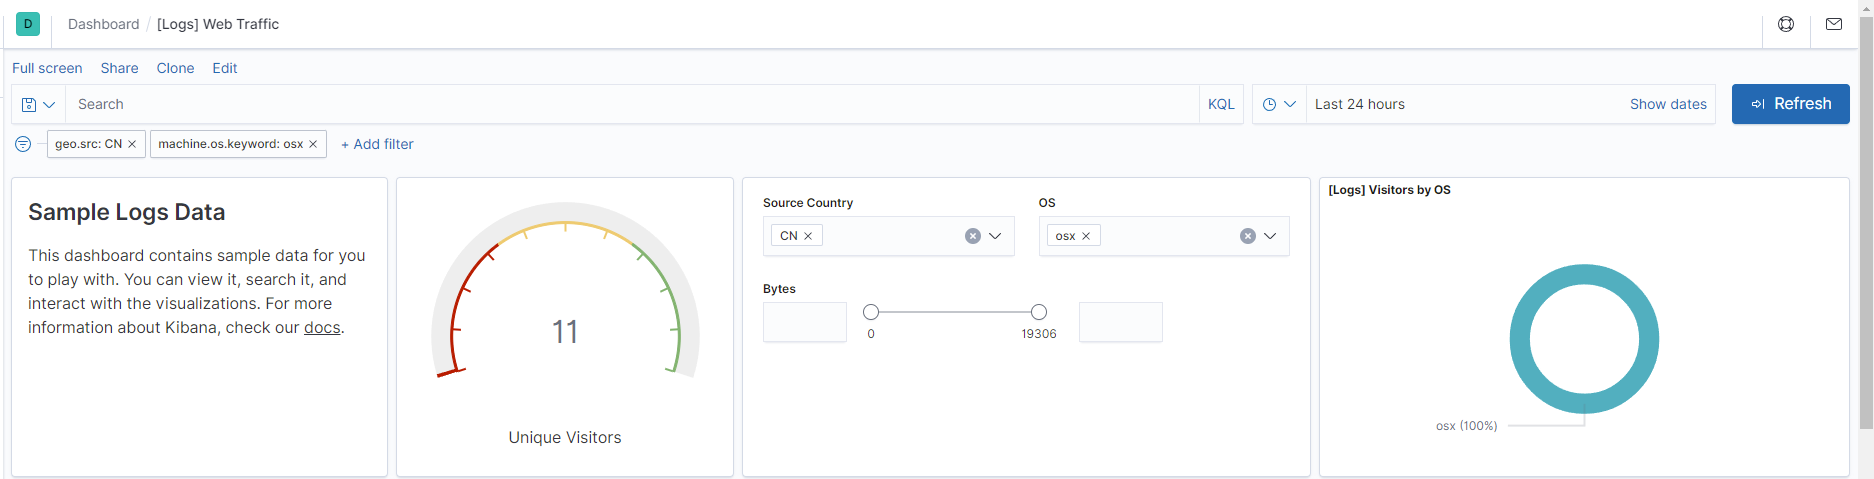 D Dashboard / [Logs] Web Traffic
Full screen Share Clone Edit
Search KQL Last 24 hours Show dates Refresh
geo.src: CN × machine.os.keyword: osx × + Add filter
Sample Logs Data
This dashboard contains sample data for you
to play with. You can view it, search it, and
interact with the visualizations. For more
information about Kibana, check our docs.
11
Unique Visitors
Source Country OS
CN × osx ×
Bytes
0 19306
[Logs] Visitors by OS
osx (100%)